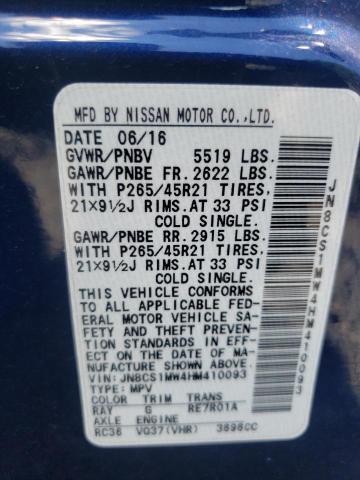 MFD BY NISSAN MOTOR CO., LTD.
DATE 06/16
GVWR/PNBV 5519 LBS.
GAWR/PNBE FR. 2622 LBS.
WITH P265/45R21 TIRES,
21X9½J RIMS. AT 33 PSI
COLD SINGLE.
GAWR/PNBE RR. 2915 LBS.
WITH P265/45R21 TIRES,
21X9½J RIMS. AT 33 PSI
COLD SINGLE.
THIS VEHICLE CONFORMS
TO ALL APPLICABLE FED-
ERAL MOTOR VEHICLE SA-
FETY AND THEFT PREVENTION
STANDARDS IN EFFECT
ON THE DATE OF MA-
NUFACTURE SHOWN ABOVE.
VIN: JN8CS1MW4HM410093
TYPE: MPV
COLOR TRIM TRANS
RAY G RE7R01A
AXLE ENGINE
RC36 VQ37(VHR) 3696CC
JN8CS1MW4HM410093